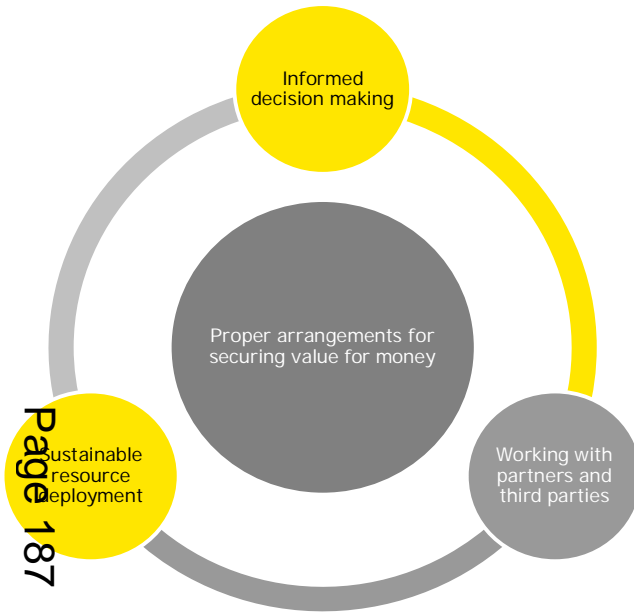 Informed
decision making
Proper arrangements for
securing value for money
Sustainable
resource
deployment
Working with
partners and
third parties
Page 187